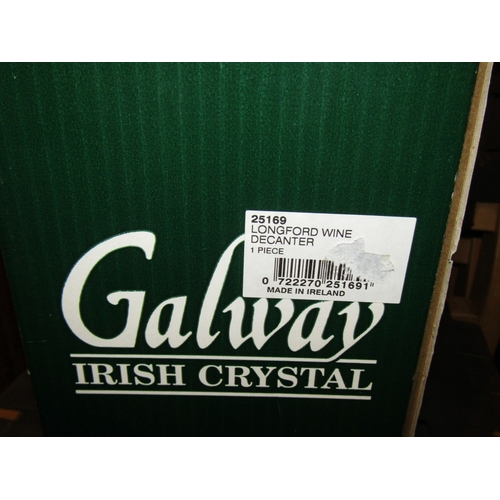 25169
LONGFORD WINE
DECANTER
1 PIECE
0 722270 251691
MADE IN IRELAND
Galway
IRISH CRYSTAL